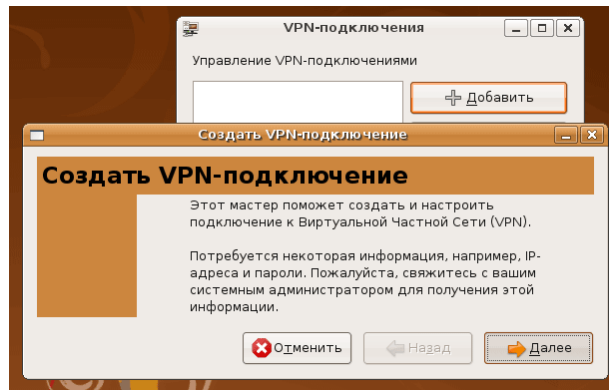 VPN-подключения
Управление VPN-подключениями
Добавить
Создать VPN-подключение
Создать VPN-подключение
Этот мастер поможет создать и настроить
подключение к Виртуальной Частной Сети (VPN).
Потребуется некоторая информация, например, IP-
адреса и пароли. Пожалуйста, свяжитесь с вашим
системным администратором для получения этой
информации.
Отменить
Назад
Далее